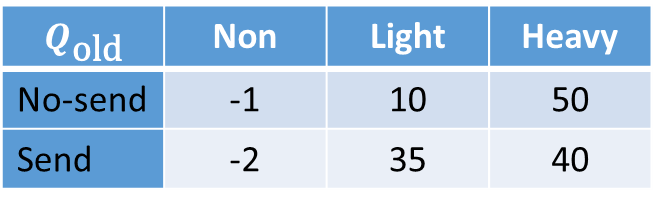 Q_old Non Light Heavy
No-send -1 10 50
Send -2 35 40